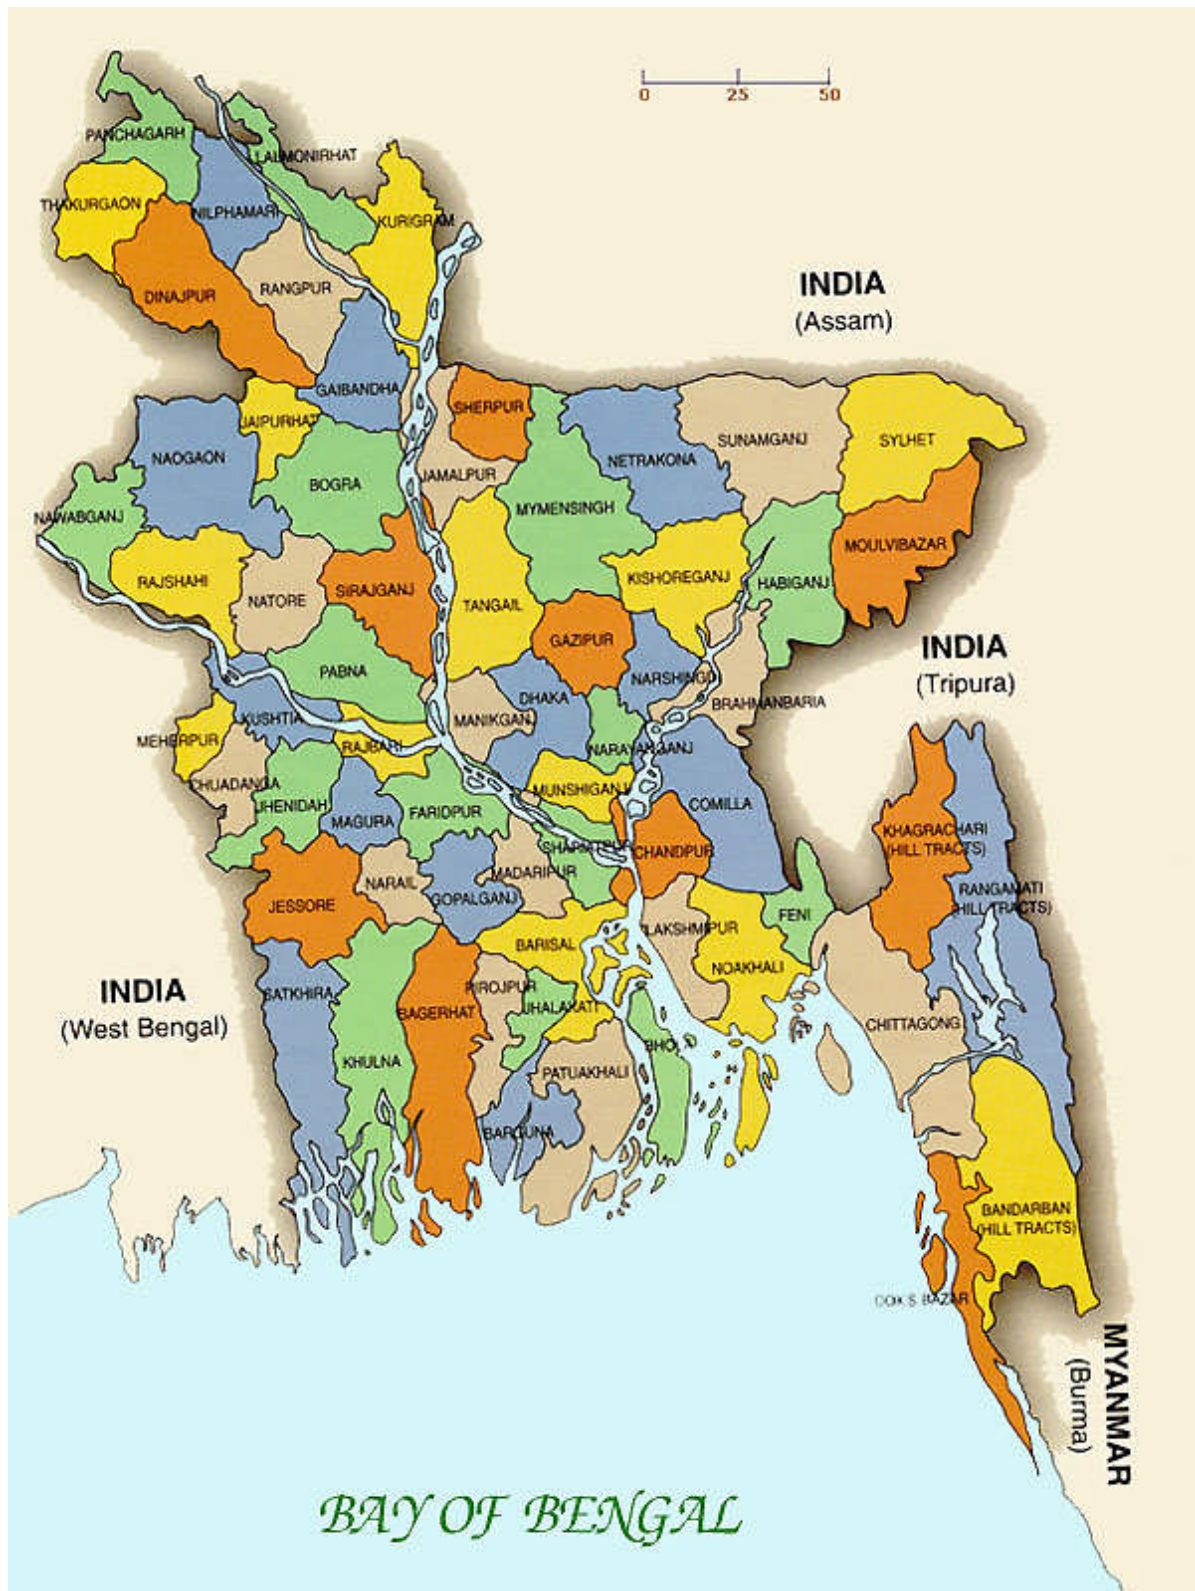 0 25 50
PANCHAGARH
LALMONIRHAT
THAKURGAON
NILPHAMARI
KURIGRAM
DINAJPUR
RANGPUR
INDIA
(Assam)
GAIBANDHA
JAIPURHAT
SHERPUR
NAOGAON
BOGRA
JAMALPUR
NETRAKONA
SUNAMGANJ
SYLHET
NAWABGANJ
MYMENSINGH
MOULVIBAZAR
RAJSHAHI
NATORE
SIRAJGANJ
TANGAIL
KISHOREGANJ
HABIGANJ
GAZIPUR
INDIA
(Tripura)
PABNA
DHAKA
NARSHINGDI
BRAHMANBARIA
KUSHTIA
MANIKGANJ
MEHERPUR
RAJBARI
NARAYANGANJ
CHUADANGA
JHENIDAH
MAGURA
FARIDPUR
MUNSHIGANJ
COMILLA
KHAGRACHARI
(HILL TRACTS)
SHARIATPUR
CHANDPUR
MADARIPUR
NARAIL
GOPALGANJ
JESSORE
RANGAMATI
(HILL TRACTS)
FENI
LAKSHMIPUR
BARISAL
NOAKHALI
INDIA
(West Bengal)
SATKHIRA
PIROJPUR
JHALAKATI
BAGERHAT
CHITTAGONG
KHULNA
BHOLA
PATUAKHALI
BARGUNA
BANDARBAN
(HILL TRACTS)
COX'S BAZAR
MYANMAR
(Burma)
BAY OF BENGAL